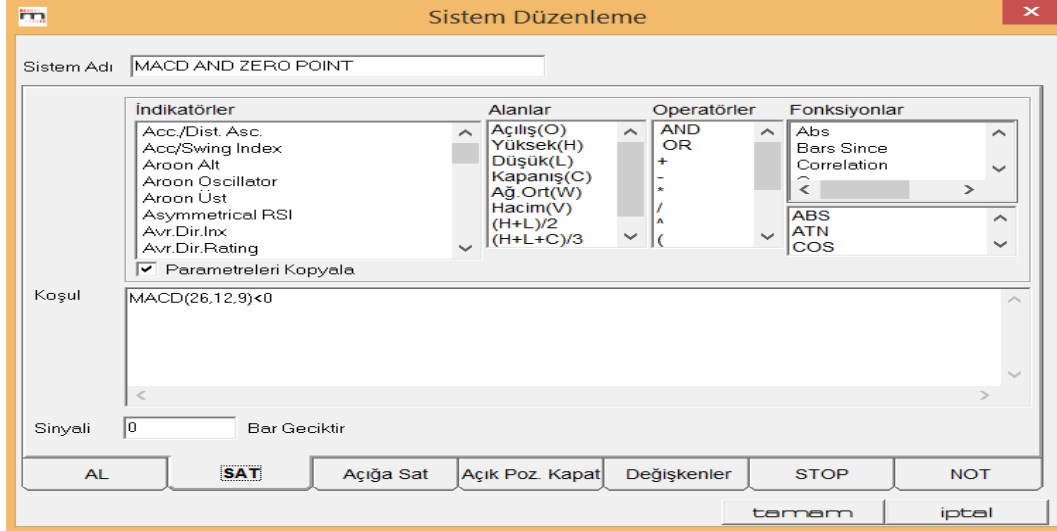 Sistem Düzenleme
Sistem Adı MACD AND ZERO POINT
İndikatörler
Acc./Dist. Asc.
Acc/Swing Index
Aroon Alt
Aroon Oscillator
Aroon Üst
Asymmetrical RSI
Avr.Dir.Inx
Avr.Dir.Rating
Alanlar
Açılış(O)
Yüksek(H)
Düşük(L)
Kapanış(C)
Ağ.Ort(W)
Hacim(V)
(H+L)/2
(H+L+C)/3
Operatörler
AND
OR
+
-
*
/
^
(
Fonksiyonlar
Abs
Bars Since
Correlation
ABS
ATN
COS
Parametreleri Kopyala
Koşul
MACD(26,12,9)<0
Sinyali 0 Bar Geciktir
AL SAT Açığa Sat Açık Poz. Kapat Değişkenler STOP NOT
tamam iptal